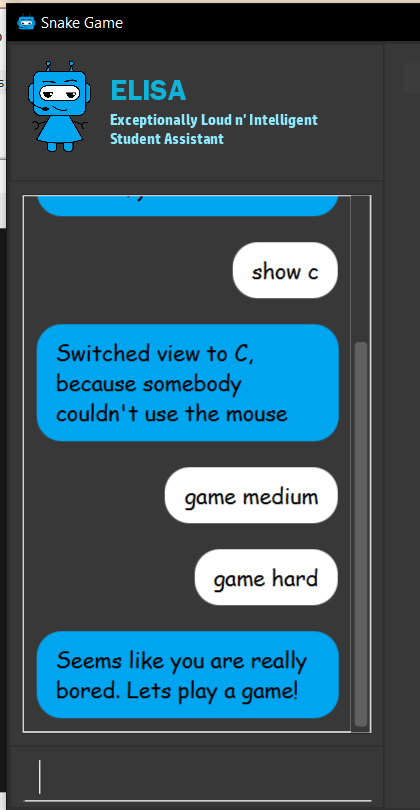 Snake Game
ELISA
Exceptionally Loud n' Intelligent
Student Assistant
show c
Switched view to C,
because somebody
couldn't use the mouse
game medium
game hard
Seems like you are really
bored. Lets play a game!